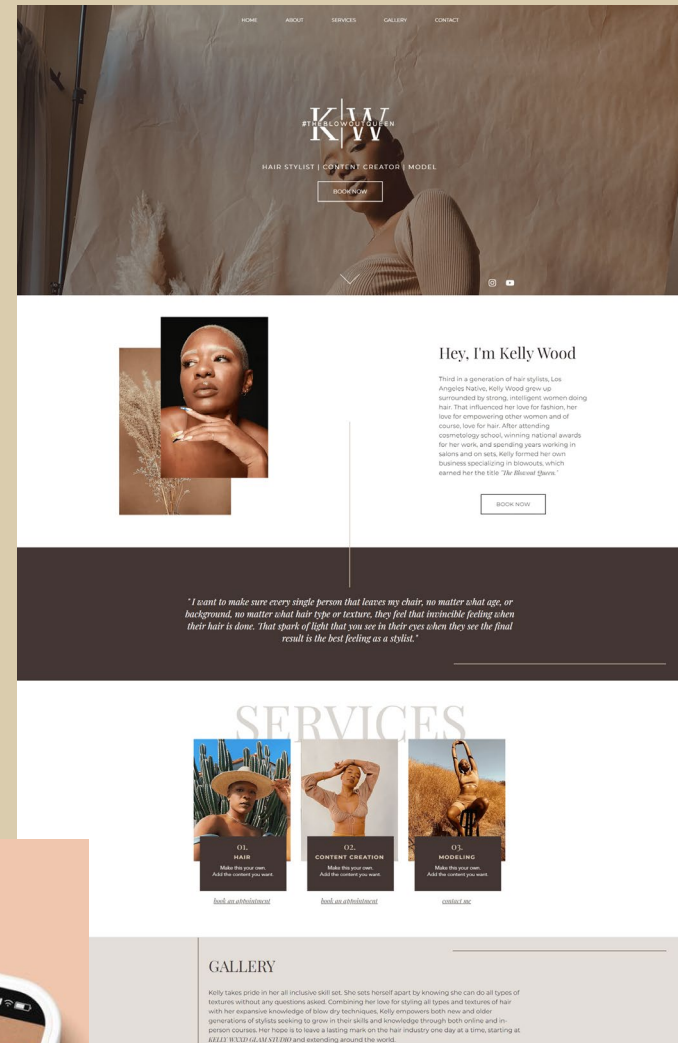 HOME ABOUT SERVICES GALLERY CONTACT
K|W
#THEBLOWOUTQUEEN
HAIR STYLIST | CONTENT CREATOR | MODEL
BOOK NOW
Hey, I'm Kelly Wood
Third in a generation of hair stylists, Los
Angeles Native, Kelly Wood grew up
surrounded by strong, intelligent women doing
hair. That influenced her love for fashion, her
love for empowering other women and of
course, love for hair. After attending
cosmetology school, winning national awards
for her work, and spending years working in
salons and on sets, Kelly formed her own
business specializing in blowouts, which
earned her the title "The Blowout Queen."
BOOK NOW
" I want to make sure every single person that leaves my chair, no matter what age, or
background, no matter what hair type or texture, they feel that invincible feeling when
their hair is done. That spark of light that you see in their eyes when they see the final
result is the best feeling as a stylist."
SERVICES
01.
HAIR
Make this your own.
Add the content you want.
book an appointment
02.
CONTENT CREATION
Make this your own.
Add the content you want.
book an appointment
03.
MODELING
Make this your own.
Add the content you want.
contact me
GALLERY
Kelly takes pride in her all inclusive skill set. She sets herself apart by knowing she can do all types of
textures without any questions asked. Combining her love for styling all types and textures of hair
with her expansive knowledge of blow dry techniques, Kelly empowers both new and older
generations of stylists seeking to grow in their skills and knowledge through both online and in-
person courses. Her hope is to leave a lasting mark on the hair industry one day at a time, starting at
KELLY WXXD GLAM STUDIO and extending around the world.